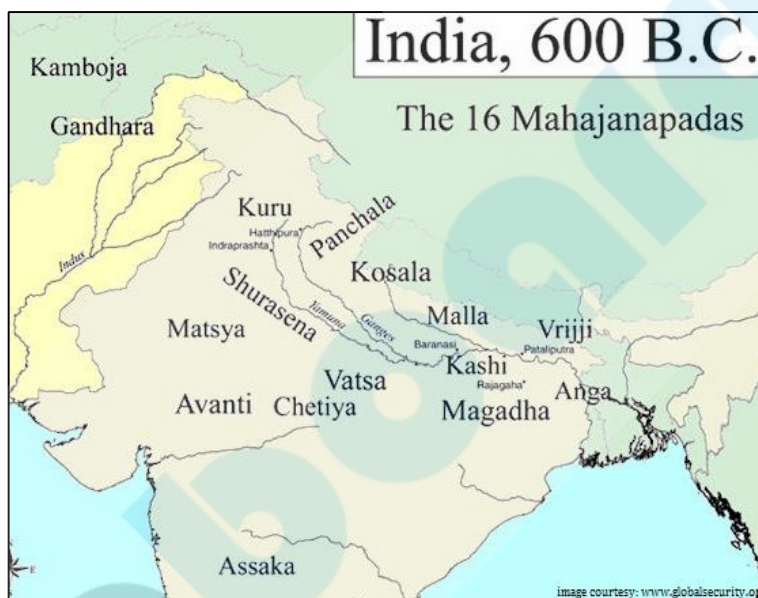 India, 600 B.C.
The 16 Mahajanapadas
Kamboja
Gandhara
Kuru
Hatthipura
Indraprashta
Panchala
Indus
Kosala
Shurasena
Yamuna
Ganges
Malla
Vrijji
Matsya
Baranasi
Pataliputra
Kashi
Vatsa
Rajagaha
Anga
Avanti
Chetiya
Magadha
Assaka
E
image courtesy: www.globalsecurity.or